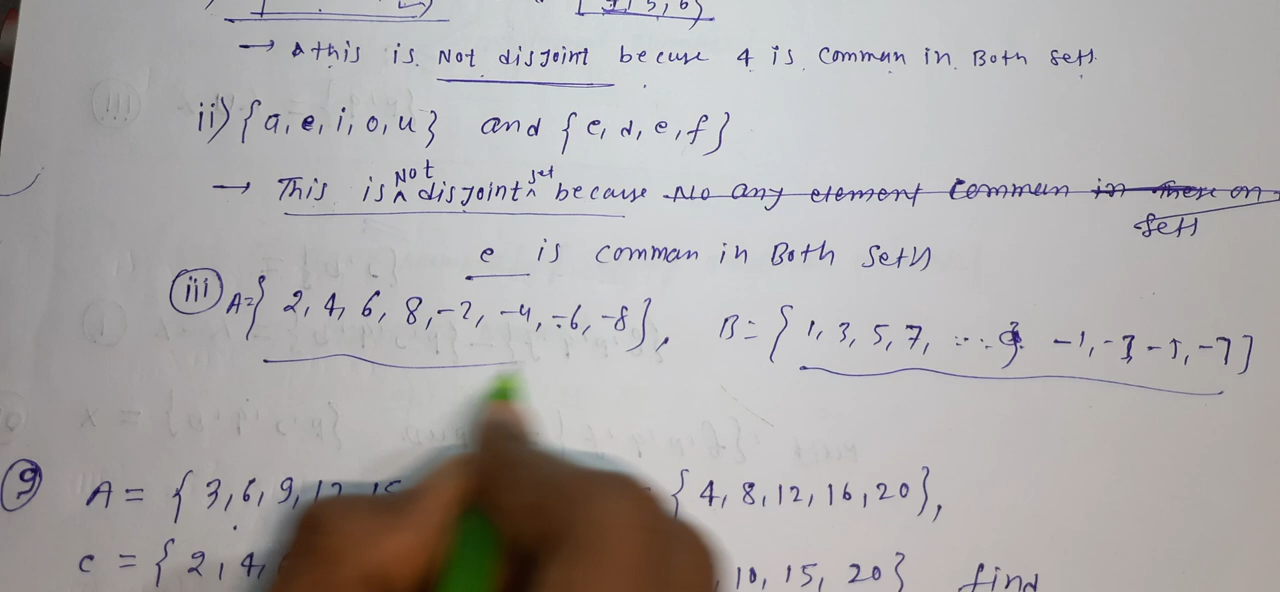 → this is Not disjoint becuse 4 is comman in Both sets.
ii) {a, e, i, o, u} and {c, d, e, f}
→ This is Not disjoint set because No any element comman in there on sets
e is comman in Both sets
iii A={ 2, 4, 6, 8, -2, -4, -6, -8}, B= { 1, 3, 5, 7, -1, -3 -5, -7}
9 A = { 3, 6, 9, 12, 15 = { 4, 8, 12, 16, 20},
C = { 2, 4, , 10, 15, 20} find